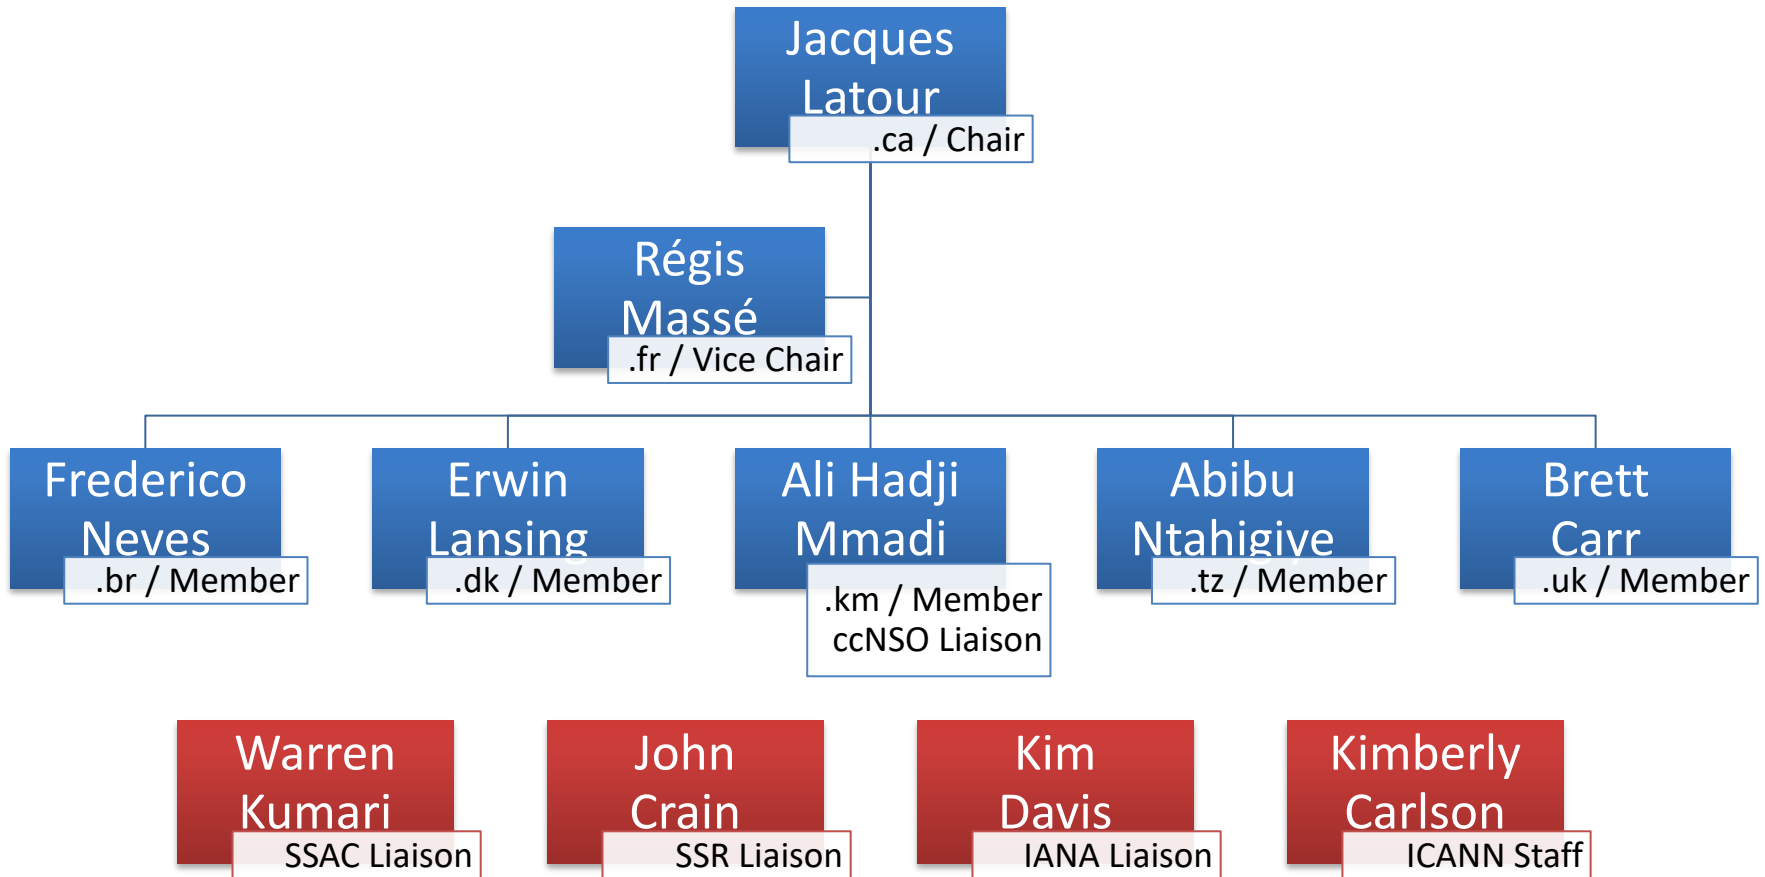 Jacques
Latour
.ca / Chair
Régis
Massé
.fr / Vice Chair
Frederico
Neves
.br / Member
Erwin
Lansing
.dk / Member
Ali Hadji
Mmadi
.km / Member
ccNSO Liaison
Abibu
Ntahigiye
.tz / Member
Brett
Carr
.uk / Member
Warren
Kumari
SSAC Liaison
John
Crain
SSR Liaison
Kim
Davis
IANA Liaison
Kimberly
Carlson
ICANN Staff